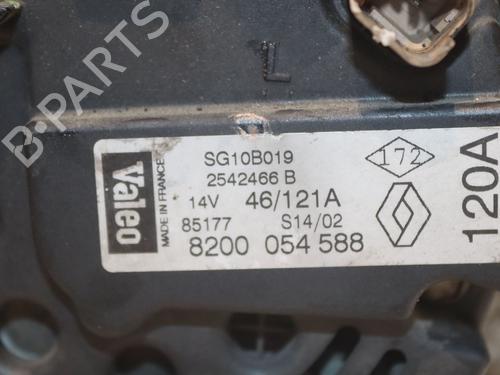 L
B-PARTS
Valeo
MADE IN FRANCE
SG10B019
2542466 B
14V 46/121A
85177 S14/02
8200 054 588
172
120A